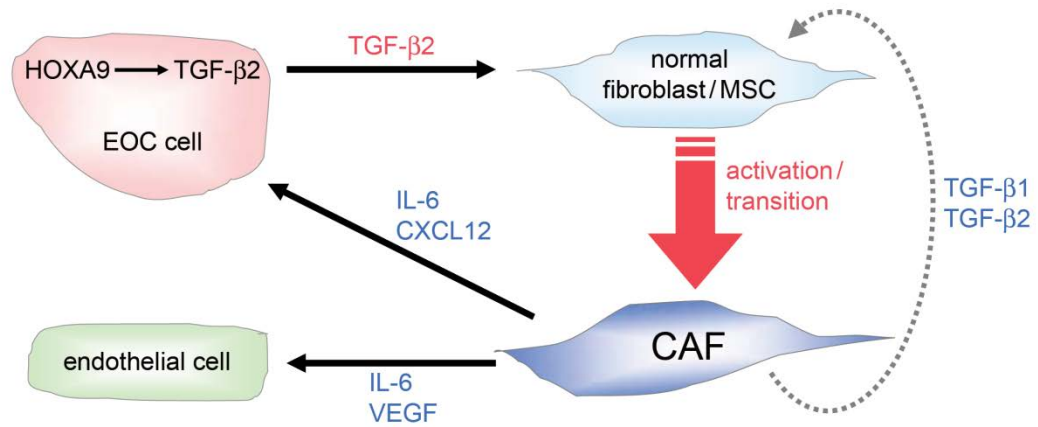 HOXA9 TGF-β2
EOC cell
TGF-β2
normal
fibroblast / MSC
activation /
transition
TGF-β1
TGF-β2
IL-6
CXCL12
CAF
endothelial cell
IL-6
VEGF